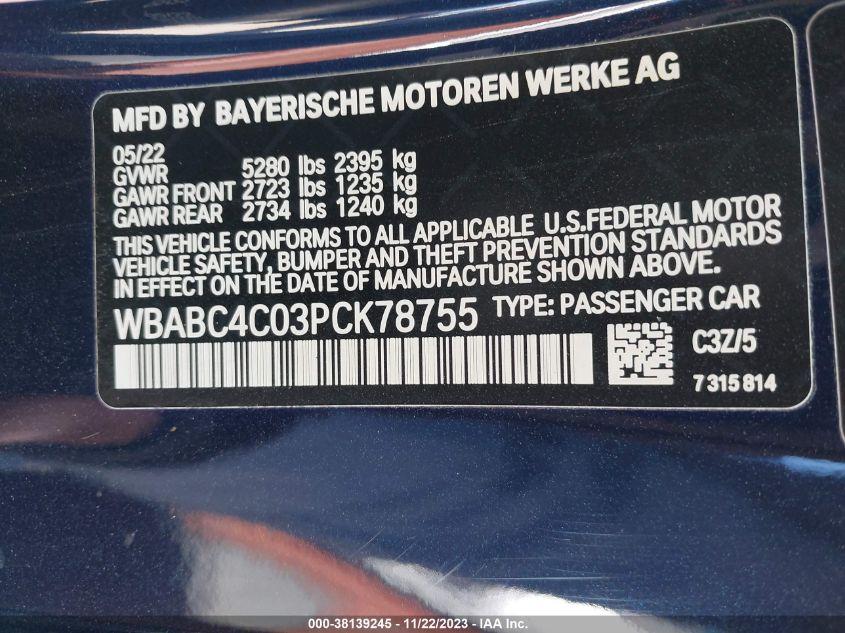 MFD BY BAYERISCHE MOTOREN WERKE AG
05/22
GVWR 5280 lbs 2395 kg
GAWR FRONT 2723 lbs 1235 kg
GAWR REAR 2734 lbs 1240 kg
THIS VEHICLE CONFORMS TO ALL APPLICABLE U.S.FEDERAL MOTOR
VEHICLE SAFETY, BUMPER AND THEFT PREVENTION STANDARDS
IN EFFECT ON THE DATE OF MANUFACTURE SHOWN ABOVE.
WBABC4C03PCK78755 TYPE: PASSENGER CAR
C3Z/5
7315814
000-38139245 - 11/22/2023 - IAA Inc.